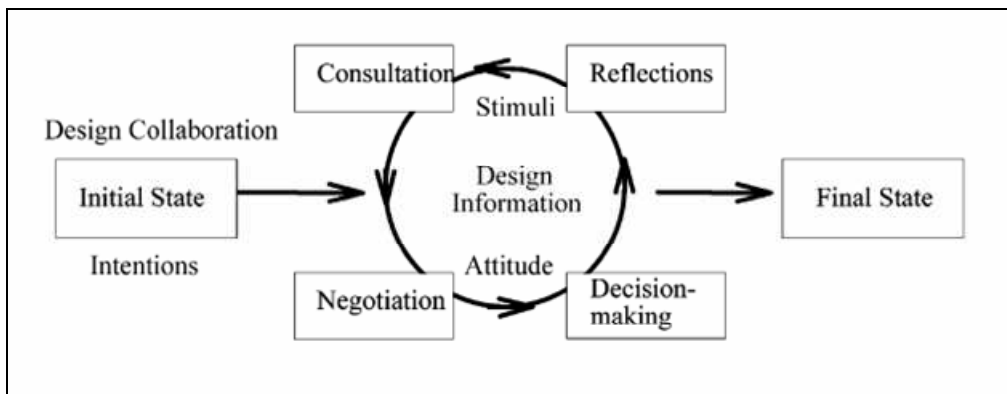 Consultation
Reflections
Stimuli
Design Collaboration
Initial State
Design
Information
Final State
Intentions
Attitude
Negotiation
Decision-
making